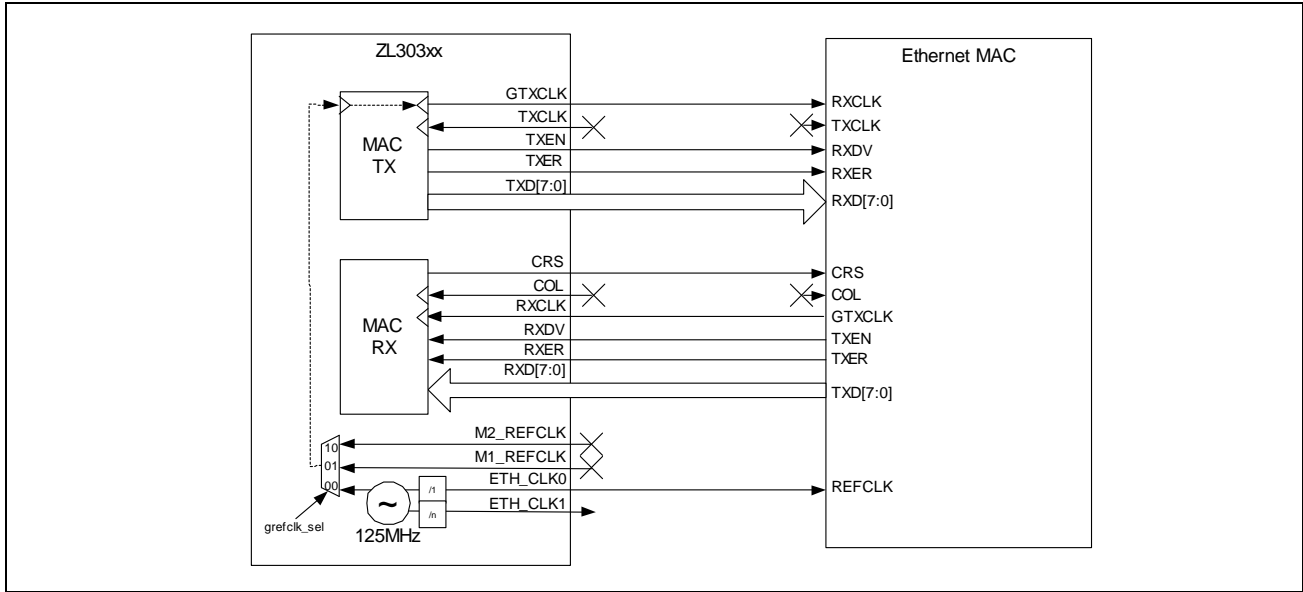 ZL303xx
Ethernet MAC
MAC
TX
GTXCLK
TXCLK
TXEN
TXER
TXD[7:0]
RXCLK
TXCLK
RXDV
RXER
RXD[7:0]
MAC
RX
CRS
COL
RXCLK
RXDV
RXER
RXD[7:0]
CRS
COL
GTXCLK
TXEN
TXER
TXD[7:0]
10
01
00
M2_REFCLK
M1_REFCLK
ETH_CLK0
ETH_CLK1
/1
/n
~
REFCLK
grefclk_sel
125MHz